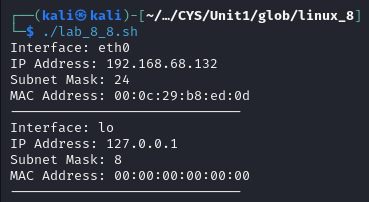 ┌──(kali㉿kali)-[~/…/CYS/Unit1/glob/linux_8]
└─$ ./lab_8_8.sh
Interface: eth0
IP Address: 192.168.68.132
Subnet Mask: 24
MAC Address: 00:0c:29:b8:ed:0d
-----------------------------------
Interface: lo
IP Address: 127.0.0.1
Subnet Mask: 8
MAC Address: 00:00:00:00:00:00
-----------------------------------